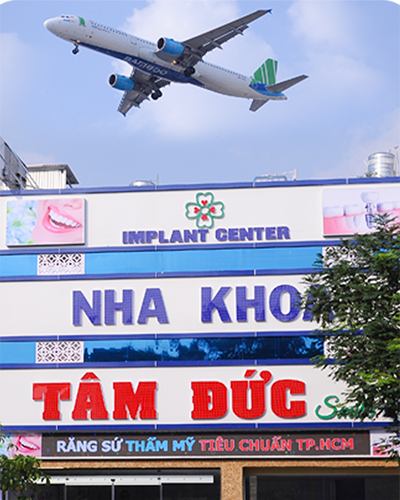 BAMBOO
IMPLANT CENTER
NHA KHOA
TÂM ĐỨC
RĂNG SỨ THẨM MỸ TIÊU CHUẨN TP.HCM